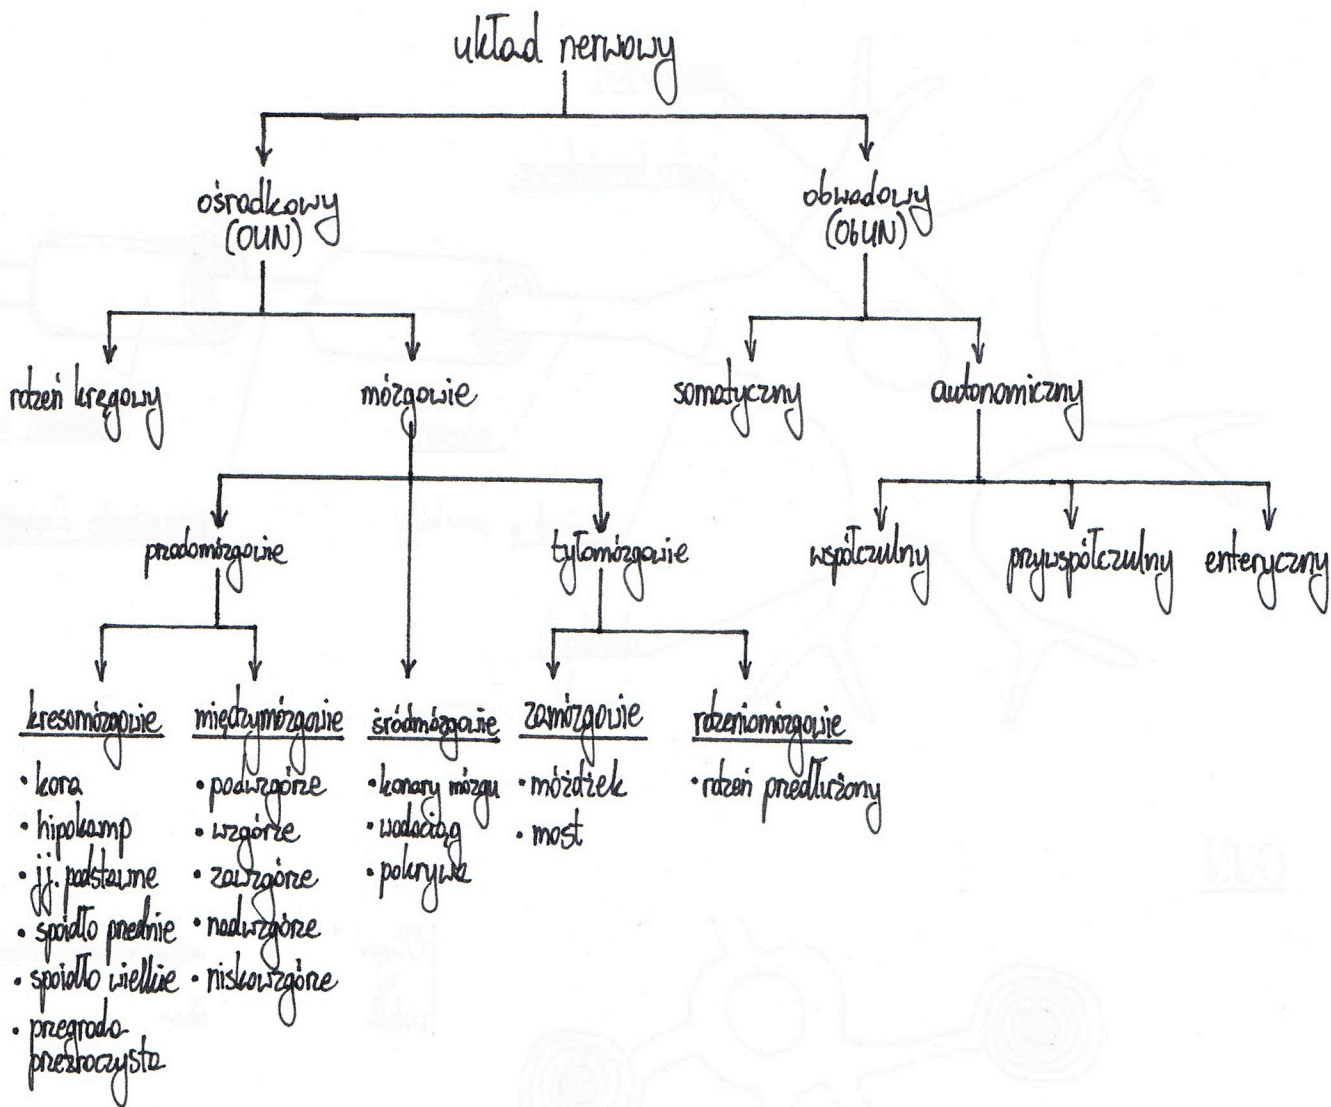 układ nerwowy
ośrodkowy
(OUN)
obwodowy
(ObUN)
rdzeń kręgowy
mózgowie
somatyczny
autonomiczny
przodomózgowie
tyłomózgowie
współczulny
przywspółczulny
enteryczny
kresomózgowie
• kora
• hipokamp
• jj. podstawne
• spoidło przednie
• spoidło wielkie
• przegroda
przezroczysta
międzymózgowie
• podwzgórze
• wzgórze
• zawzgórze
• nadwzgórze
• niskowzgórze
śródmózgowie
• konary mózgu
• wodociąg
• pokrywa
zamózgowie
• móżdżek
• most
rdzeniomózgowie
• rdzeń przedłużony